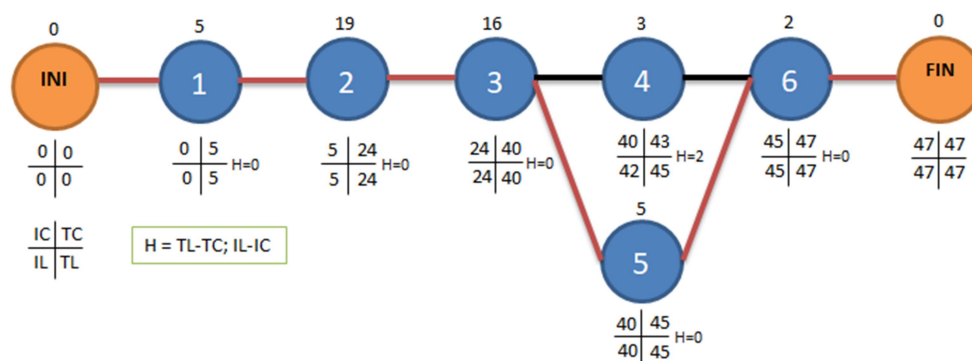 0 5 19 16 3 2 0
INI 1 2 3 4 6 FIN
0 0
0 0
0 5
0 5
H=0
5 24
5 24
H=0
24 40
24 40
H=0
40 43
42 45
H=2
45 47
45 47
H=0
47 47
47 47
IC TC
IL TL
H = TL-TC; IL-IC
5
5
40 45
40 45
H=0